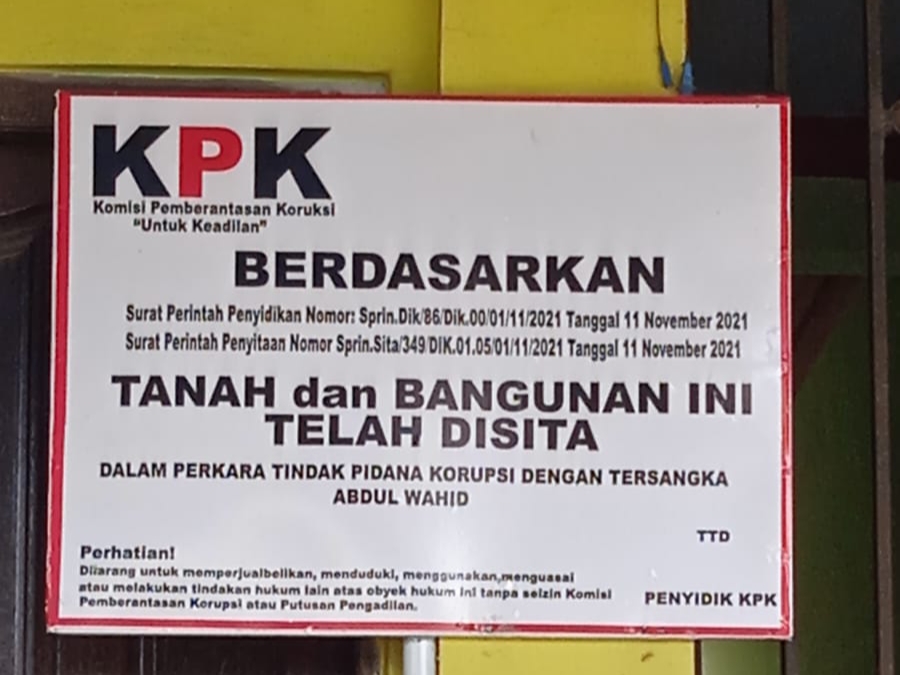 KPK
Komisi Pemberantasan Koruksi
"Untuk Keadilan"
BERDASARKAN
Surat Perintah Penyidikan Nomor: Sprin.Dik/86/Dik.00/01/11/2021 Tanggal 11 November 2021
Surat Perintah Penyitaan Nomor Sprin.Sita/349/DIK.01.05/01/11/2021 Tanggal 11 November 2021
TANAH dan BANGUNAN INI
TELAH DISITA
DALAM PERKARA TINDAK PIDANA KORUPSI DENGAN TERSANGKA
ABDUL WAHID
TTD
Perhatian!
Dilarang untuk memperjualbelikan, menduduki, menggunakan,menguasai
atau melakukan tindakan hukum lain atas obyek hukum ini tanpa seizin Komisi
Pemberantasan Korupsi atau Putusan Pengadilan.
PENYIDIK KPK